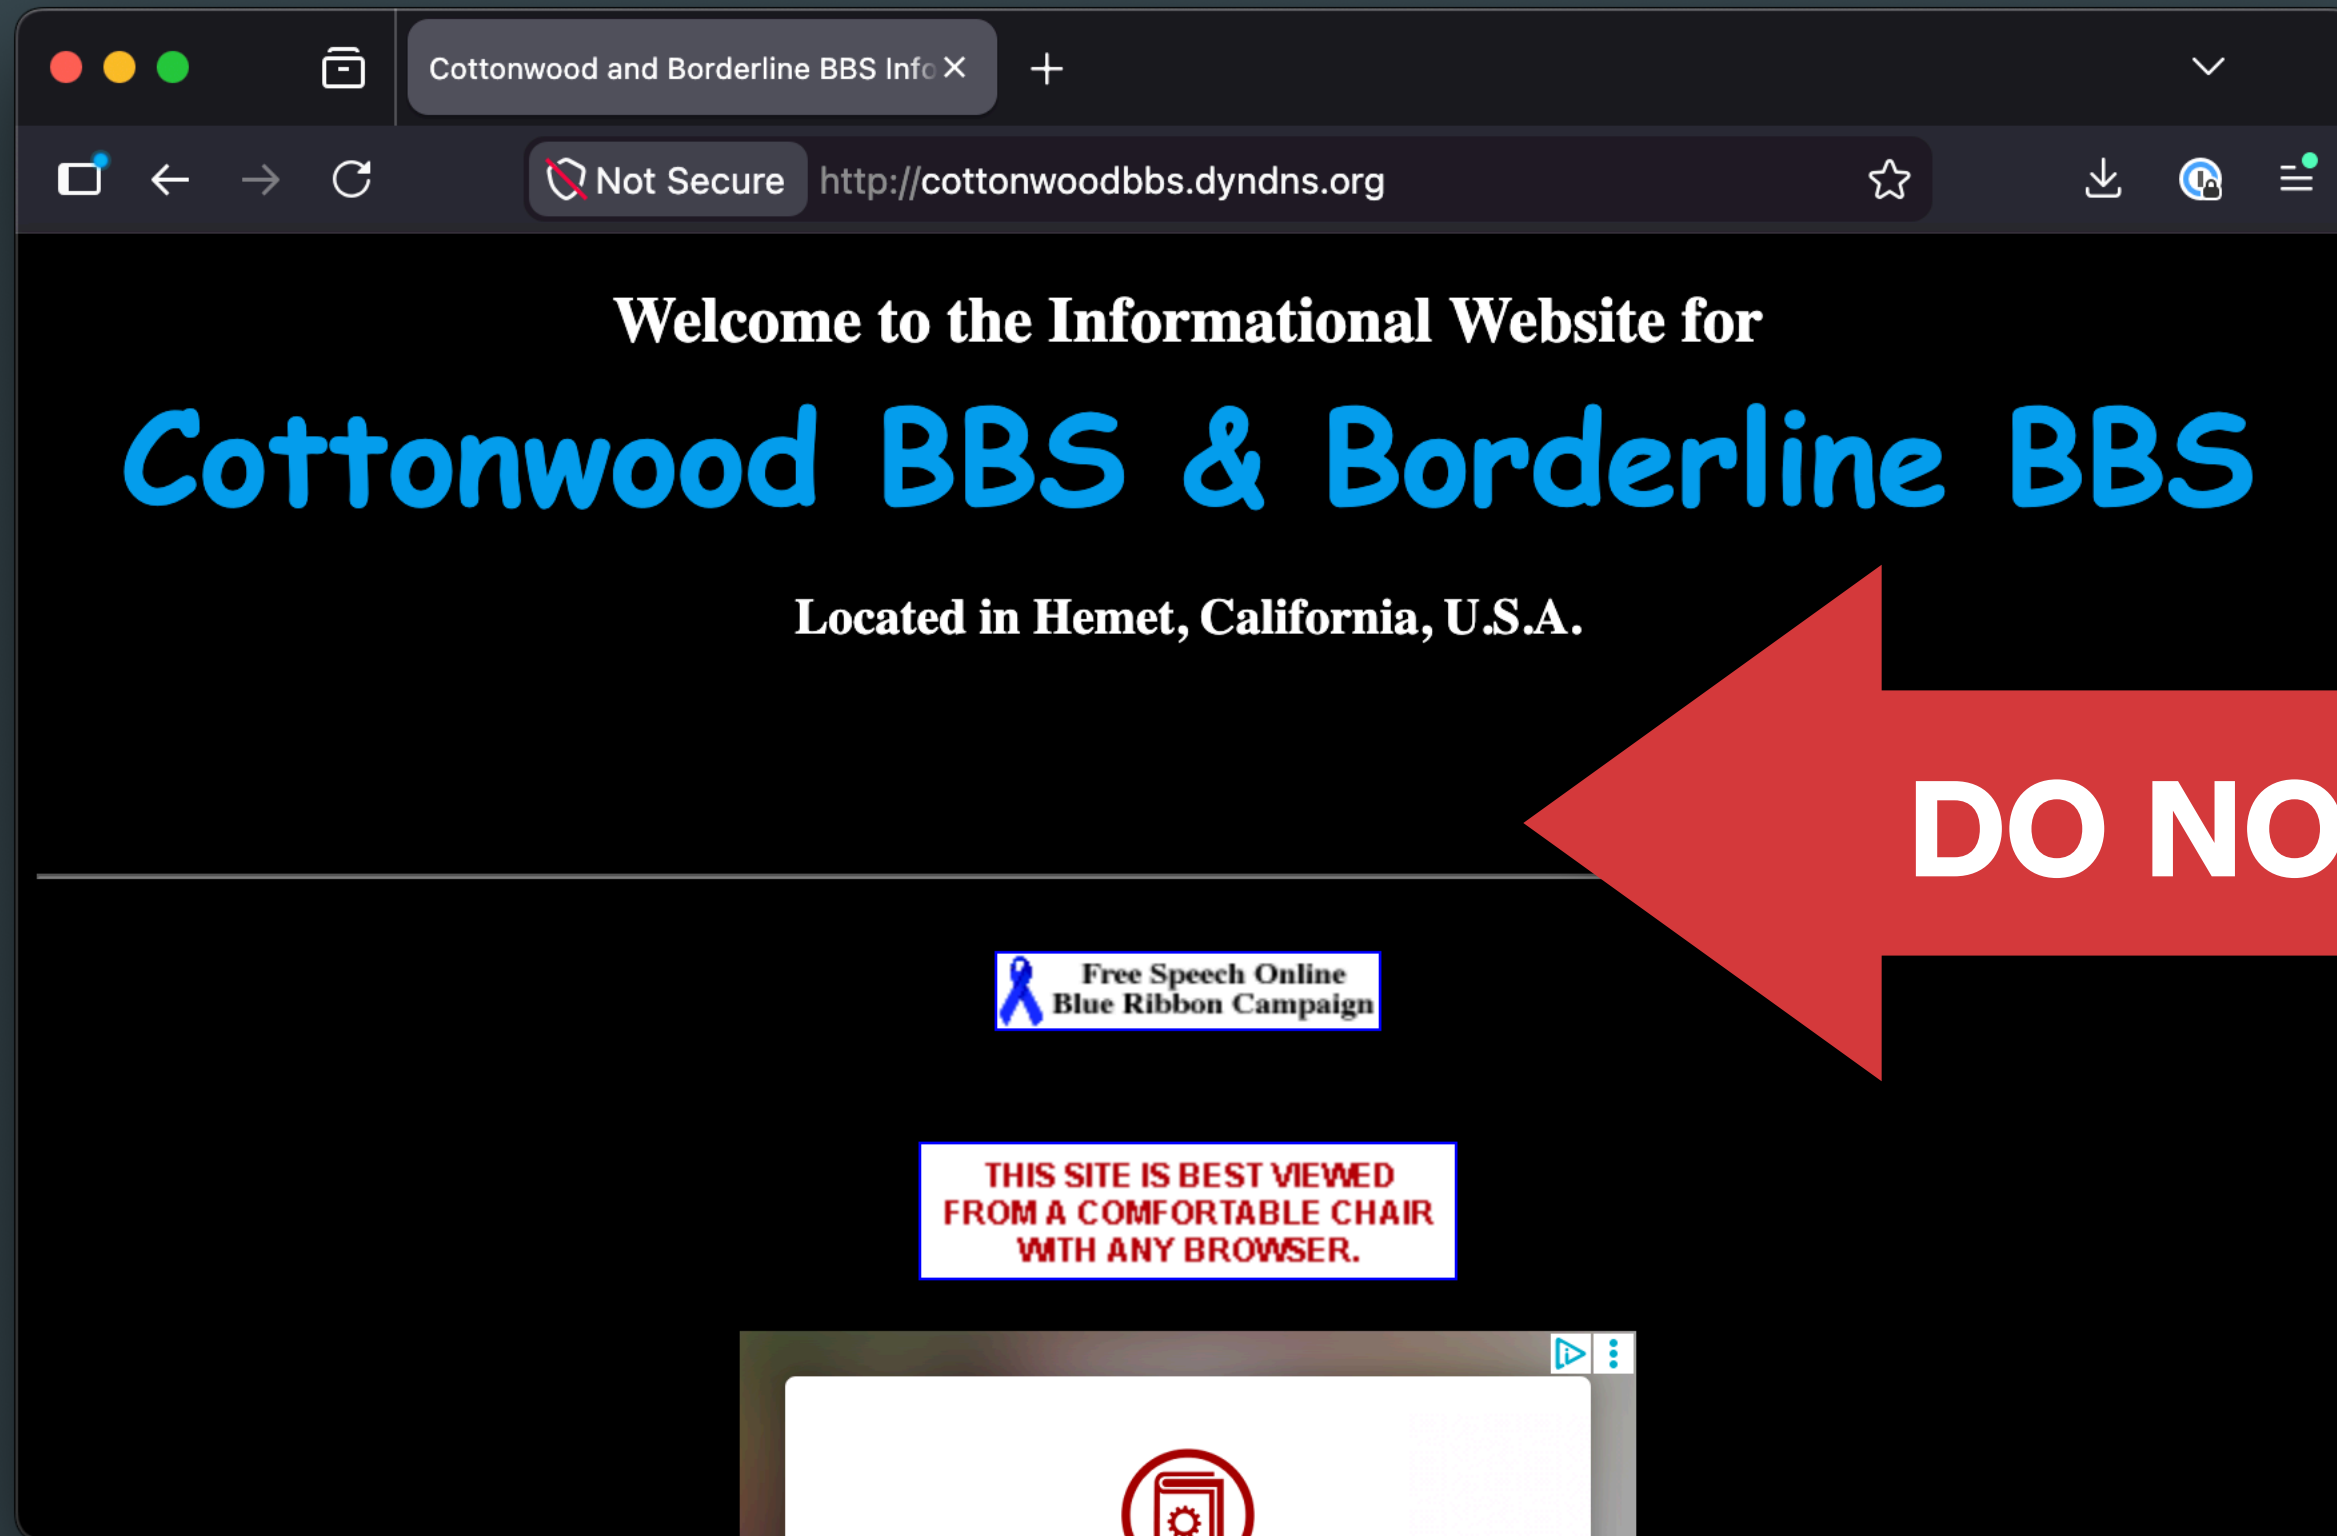 Cottonwood and Borderline BBS Info
Not Secure http://cottonwoodbbs.dyndns.org
Welcome to the Informational Website for
Cottonwood BBS & Borderline BBS
Located in Hemet, California, U.S.A.
DO NO
Free Speech Online
Blue Ribbon Campaign
THIS SITE IS BEST VIEWED
FROM A COMFORTABLE CHAIR
WITH ANY BROWSER.